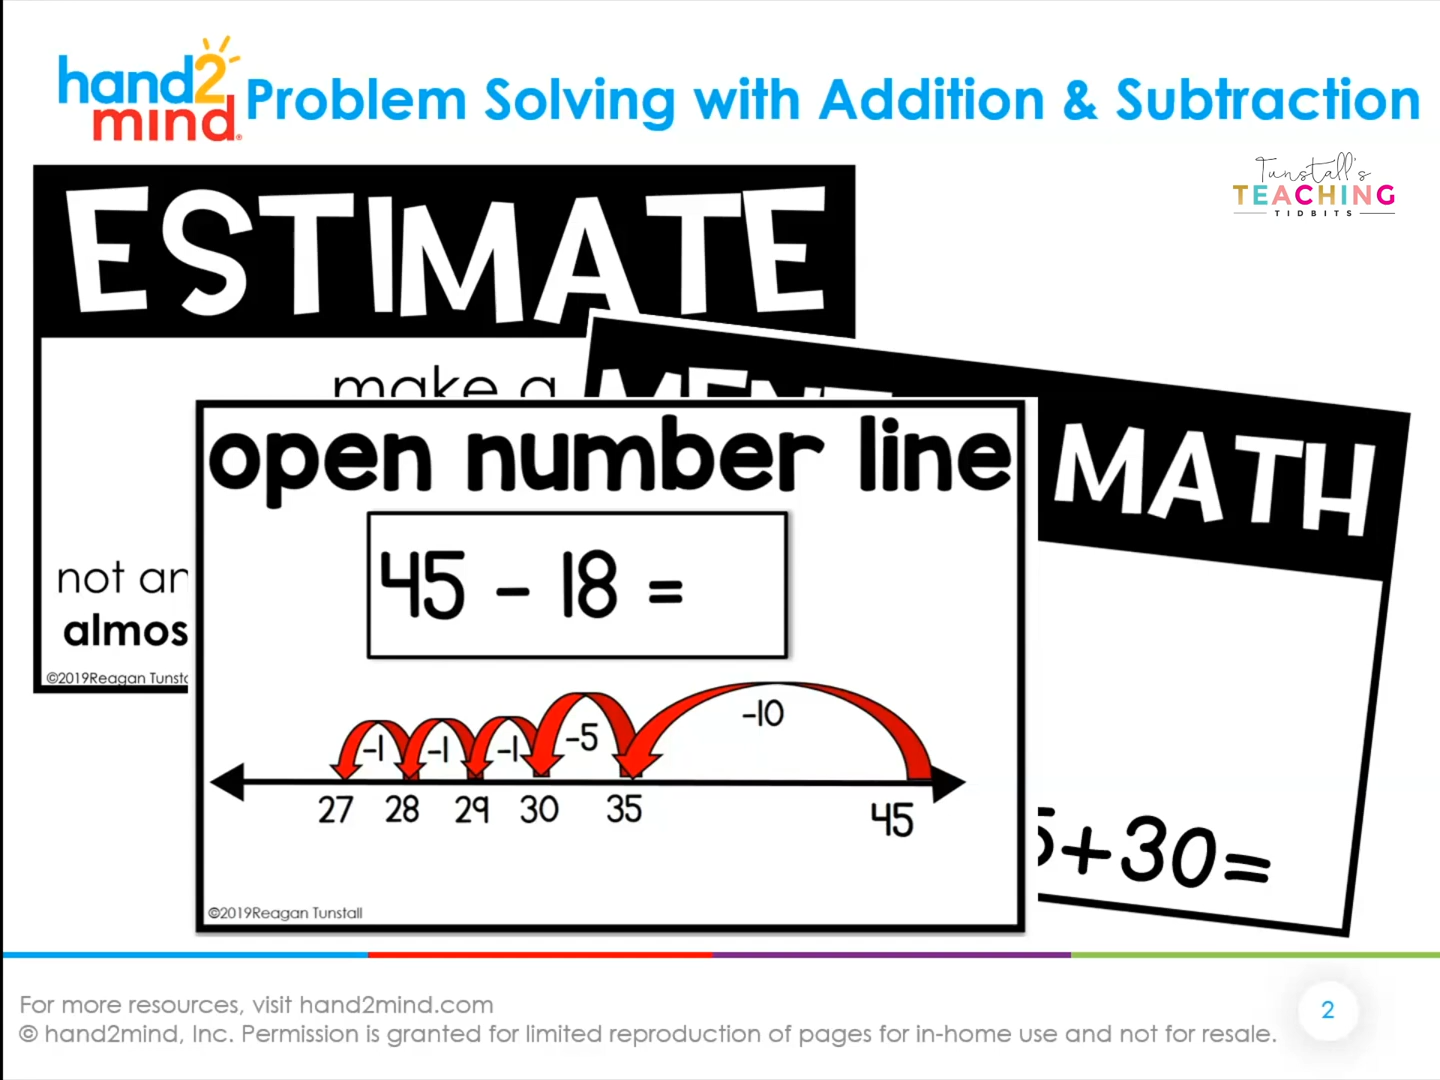 hand2mind® Problem Solving with Addition & Subtraction
Tunstall's
TEACHING
TIDBITS
ESTIMATE
make a
MATH
open number line
45 - 18 =
not an
-10
-5
-1 -1 -1
27 28 29 30 35 45
+30=
©2019Reagan Tunstall
©2019Reagan
For more resources, visit hand2mind.com
© hand2mind, Inc. Permission is granted for limited reproduction of pages for in-home use and not for resale.
2